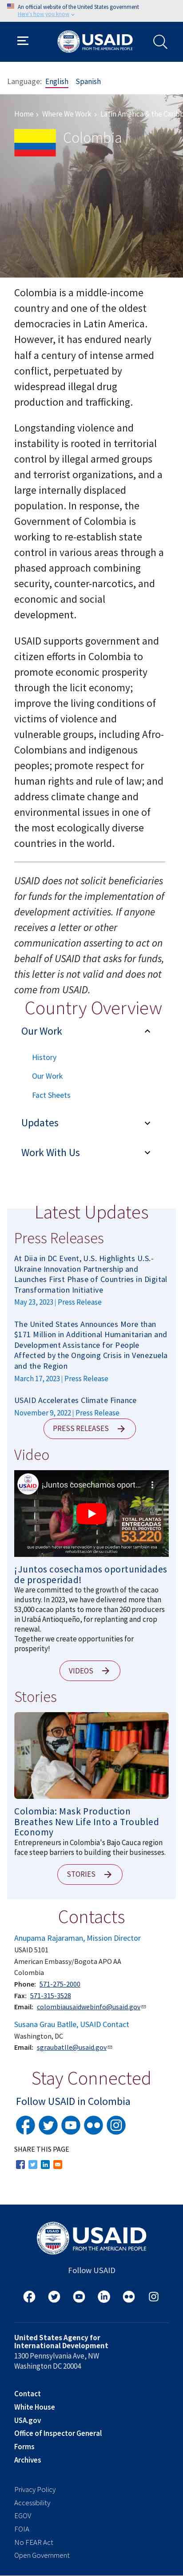 An official website of the United States government
Here's how you know
USAID
FROM THE AMERICAN PEOPLE
Language: English Spanish
Home › Where We Work › Latin America & the
Colombia
Colombia is a middle-income
country and one of the oldest
democracies in Latin America.
However, it has endured nearly
half a century of intense armed
conflict, perpetuated by
widespread illegal drug
production and trafficking.
Longstanding violence and
instability is rooted in territorial
control by illegal armed groups
and terrorist organizations, and a
large internally displaced
population. In response, the
Government of Colombia is
working to extend state
control in various areas through a
phased approach combining
security, counter-narcotics, and
economic and social
development.
USAID supports government and
citizen efforts in Colombia to
promote economic prosperity
through licit economies;
improve the living conditions of
victims of violence and
vulnerable groups, including Afro-
Colombians and indigenous
peoples; promote respect for
human rights and rule of law; and
address climate change and
environmental issues in one of
the most ecologically diverse
countries in the world.
USAID does not solicit beneficiaries
for funds for the implementation of
development activities. If anyone
receives a letter or other
communication asserting to act on
behalf of USAID that asks for funds,
this letter is not valid and does not
come from USAID.
Country Overview
Our Work
History
Our Work
Fact Sheets
Updates
Work With Us
Latest Updates
Press Releases
At Diia in DC Event, U.S. Highlights U.S.-
Ukraine Innovation Partnership and
Launches First Phase of Countries in Digital
Transformation Initiative
May 23, 2023 | Press Release
The United States Announces More than
$171 Million in Additional Humanitarian and
Development Assistance for People
Affected by the Ongoing Crisis in Venezuela
and the Region
March 17, 2023 | Press Release
USAID Accelerates Climate Finance
November 9, 2022 | Press Release
PRESS RELEASES
Video
¡Juntos cosechamos oport...
TOTAL PLANTAS
ENTREGADAS
POR EL PROYECTO
53.220
¡Juntos cosechamos oportunidades
de prosperidad!
We are committed to the growth of the cacao
industry. In 2023, we have delivered more than
53,000 cacao plants to more than 260 producers
in Urabá Antioqueño, for replanting and crop
renewal.
Together we create opportunities for
prosperity!
VIDEOS
Stories
Colombia: Mask Production
Breathes New Life Into a Troubled
Economy
Entrepreneurs in Colombia's Bajo Cauca region
face steep barriers to building their businesses.
STORIES
Contacts
Anupama Rajaraman, Mission Director
USAID 5101
American Embassy/Bogota APO AA
Colombia
Phone: 571-275-2000
Fax: 571-315-3528
Email: colombiausaidwebinfo@usaid.gov
Susana Grau Batlle, USAID Contact
Washington, DC
Email: sgraubatlle@usaid.gov
Stay Connected
Follow USAID in Colombia
SHARE THIS PAGE
USAID
FROM THE AMERICAN PEOPLE
Follow USAID
United States Agency for
International Development
1300 Pennsylvania Ave, NW
Washington DC 20004
Contact
White House
USA.gov
Office of Inspector General
Forms
Archives
Privacy Policy
Accessibility
EGOV
FOIA
No FEAR Act
Open Government